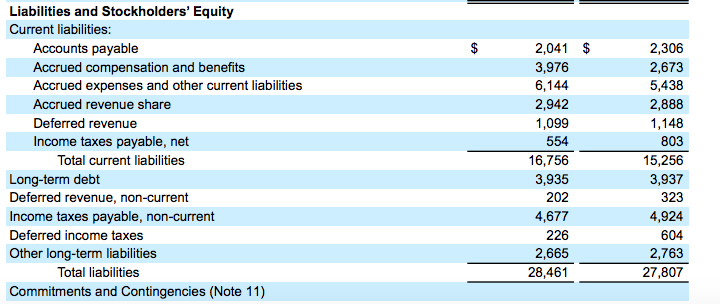 Liabilities and Stockholders' Equity
Current liabilities:
Accounts payable $ 2,041 $ 2,306
Accrued compensation and benefits 3,976 2,673
Accrued expenses and other current liabilities 6,144 5,438
Accrued revenue share 2,942 2,888
Deferred revenue 1,099 1,148
Income taxes payable, net 554 803
Total current liabilities 16,756 15,256
Long-term debt 3,935 3,937
Deferred revenue, non-current 202 323
Income taxes payable, non-current 4,677 4,924
Deferred income taxes 226 604
Other long-term liabilities 2,665 2,763
Total liabilities 28,461 27,807
Commitments and Contingencies (Note 11)